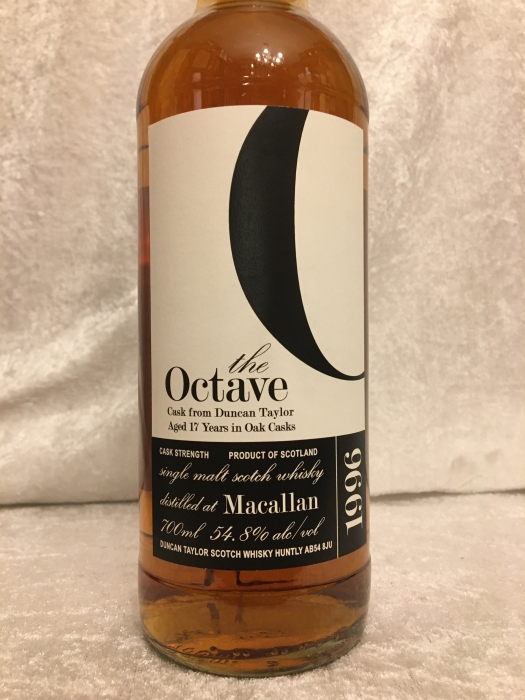 the
Octave
Cask from Duncan Taylor
Aged 17 Years in Oak Casks
CASK STRENGTH PRODUCT OF SCOTLAND
single malt scotch whisky
distilled at Macallan
700ml 54.8% alc/vol
DUNCAN TAYLOR SCOTCH WHISKY HUNTLY AB54 8JU
1996